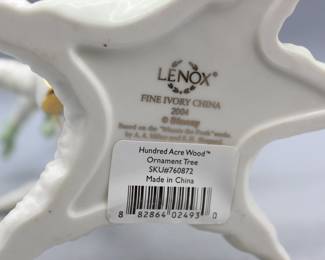 LENOX®
FINE IVORY CHINA
2004
© Disney
Based on the "Winnie the Pooh" works,
by A. A. Milne and E. H. Shepard.
Hundred Acre Wood™
Ornament Tree
SKU#760872
Made in China
8 82864 02493 0